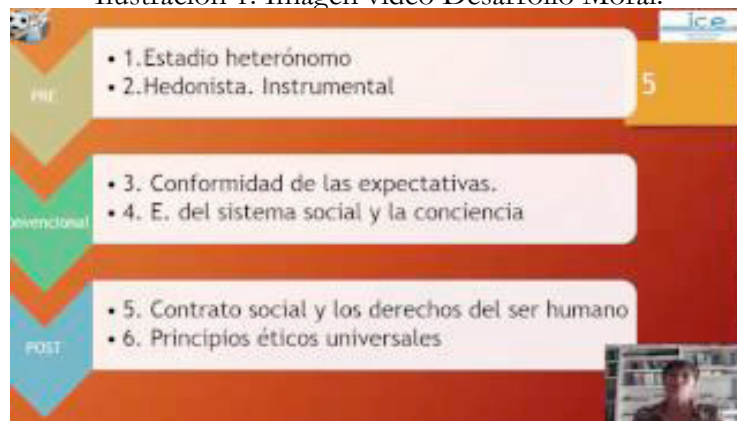 Ilustración 1. Imagen video Desarrollo Moral.
ice
PRE
• 1.Estadio heterónomo
• 2.Hedonista. Instrumental
5
onvencional
• 3. Conformidad de las expectativas.
• 4. E. del sistema social y la conciencia
POST
• 5. Contrato social y los derechos del ser humano
• 6. Principios éticos universales